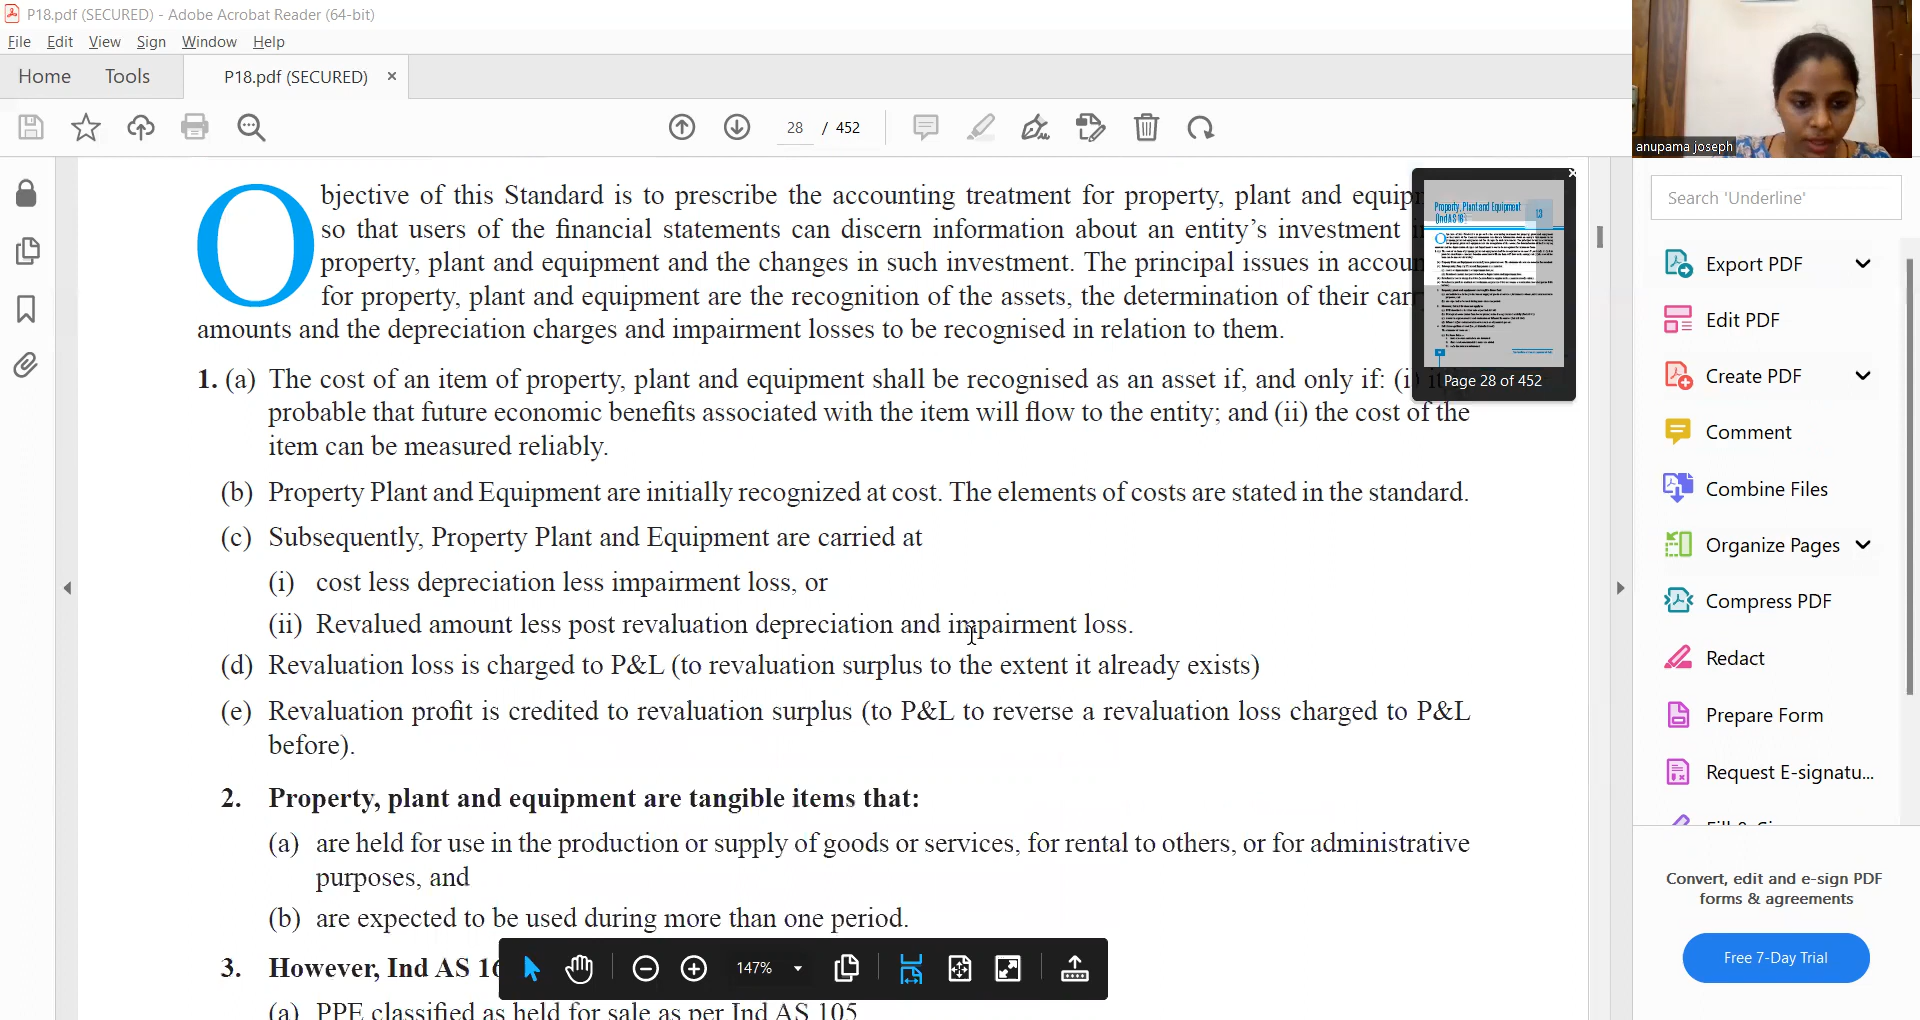 P18.pdf (SECURED) - Adobe Acrobat Reader (64-bit)
File Edit View Sign Window Help
Home Tools P18.pdf (SECURED) ×
28 / 452
anupama joseph
Objective of this Standard is to prescribe the accounting treatment for property, plant and equip
so that users of the financial statements can discern information about an entity’s investment
property, plant and equipment and the changes in such investment. The principal issues in accou
for property, plant and equipment are the recognition of the assets, the determination of their carr
amounts and the depreciation charges and impairment losses to be recognised in relation to them.
1. (a) The cost of an item of property, plant and equipment shall be recognised as an asset if, and only if: (i)
probable that future economic benefits associated with the item will flow to the entity; and (ii) the cost of the
item can be measured reliably.
(b) Property Plant and Equipment are initially recognized at cost. The elements of costs are stated in the standard.
(c) Subsequently, Property Plant and Equipment are carried at
(i) cost less depreciation less impairment loss, or
(ii) Revalued amount less post revaluation depreciation and impairment loss.
(d) Revaluation loss is charged to P&L (to revaluation surplus to the extent it already exists)
(e) Revaluation profit is credited to revaluation surplus (to P&L to reverse a revaluation loss charged to P&L
before).
2. Property, plant and equipment are tangible items that:
(a) are held for use in the production or supply of goods or services, for rental to others, or for administrative
purposes, and
(b) are expected to be used during more than one period.
3. However, Ind AS 16
(a) PPE classified as held for sale as per Ind AS 105
147%
Property, Plant and Equipment
(Ind AS 16)
13
Page 28 of 452
Search 'Underline'
Export PDF
Edit PDF
Create PDF
Comment
Combine Files
Organize Pages
Compress PDF
Redact
Prepare Form
Request E-signatu...
Convert, edit and e-sign PDF
forms & agreements
Free 7-Day Trial